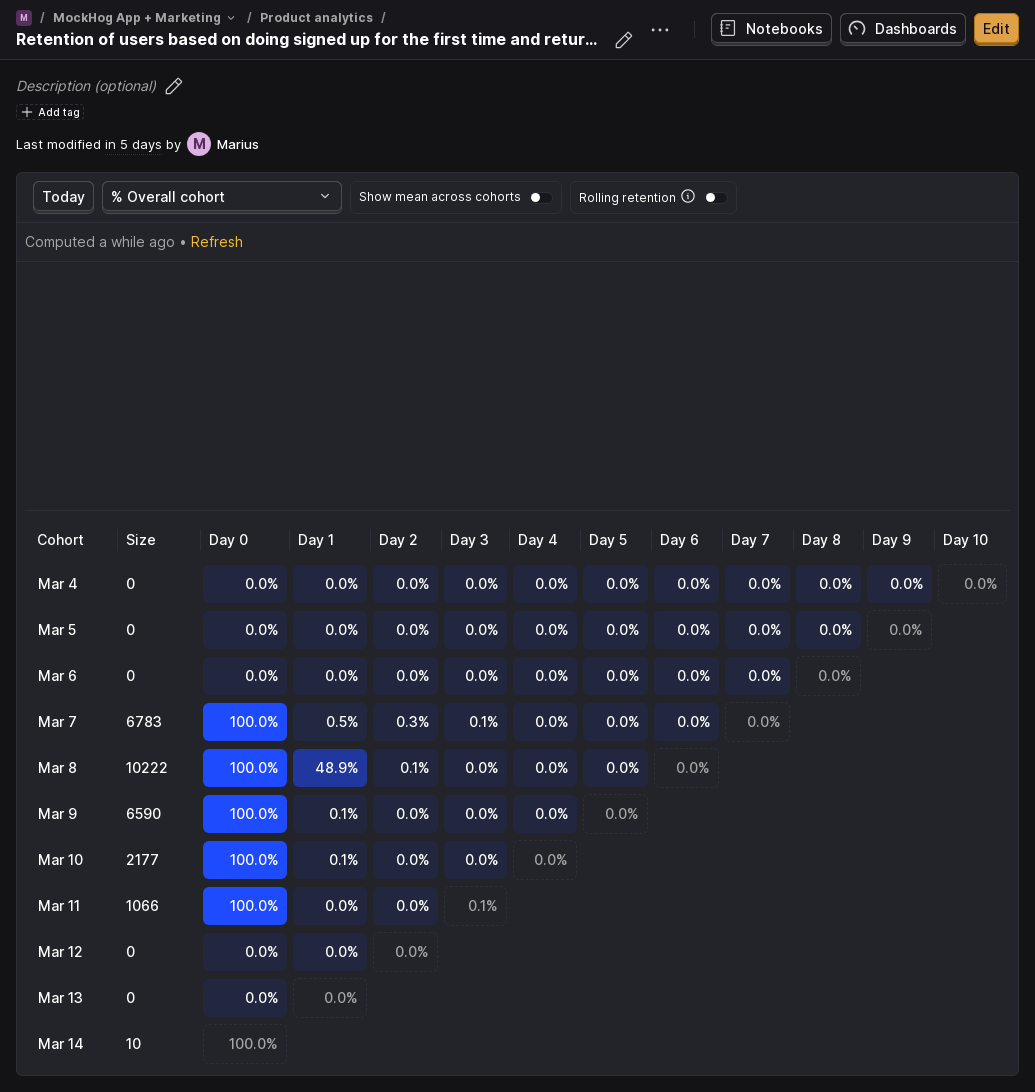 M / MockHog App + Marketing / Product analytics /
Retention of users based on doing signed up for the first time and retur...
Notebooks Dashboards Edit
Description (optional)
Add tag
Last modified in 5 days by M Marius
Today % Overall cohort Show mean across cohorts Rolling retention
Computed a while ago • Refresh
Cohort Size Day 0 Day 1 Day 2 Day 3 Day 4 Day 5 Day 6 Day 7 Day 8 Day 9 Day 10
Mar 4 0 0.0% 0.0% 0.0% 0.0% 0.0% 0.0% 0.0% 0.0% 0.0% 0.0% 0.0%
Mar 5 0 0.0% 0.0% 0.0% 0.0% 0.0% 0.0% 0.0% 0.0% 0.0% 0.0%
Mar 6 0 0.0% 0.0% 0.0% 0.0% 0.0% 0.0% 0.0% 0.0% 0.0%
Mar 7 6783 100.0% 0.5% 0.3% 0.1% 0.0% 0.0% 0.0% 0.0%
Mar 8 10222 100.0% 48.9% 0.1% 0.0% 0.0% 0.0% 0.0%
Mar 9 6590 100.0% 0.1% 0.0% 0.0% 0.0% 0.0%
Mar 10 2177 100.0% 0.1% 0.0% 0.0% 0.0%
Mar 11 1066 100.0% 0.0% 0.0% 0.1%
Mar 12 0 0.0% 0.0% 0.0%
Mar 13 0 0.0% 0.0%
Mar 14 10 100.0%